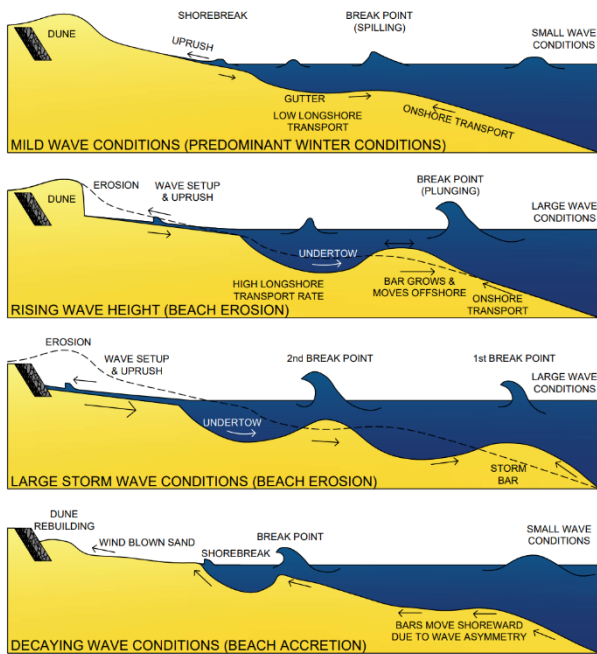 SHOREBREAK
BREAK POINT
(SPILLING)
SMALL WAVE
CONDITIONS
DUNE
UPRUSH
GUTTER
LOW LONGSHORE
TRANSPORT
ONSHORE TRANSPORT
MILD WAVE CONDITIONS (PREDOMINANT WINTER CONDITIONS)
EROSION
WAVE SETUP
& UPRUSH
BREAK POINT
(PLUNGING)
LARGE WAVE
CONDITIONS
DUNE
UNDERTOW
HIGH LONGSHORE
TRANSPORT RATE
BAR GROWS &
MOVES OFFSHORE
ONSHORE
TRANSPORT
RISING WAVE HEIGHT (BEACH EROSION)
EROSION
WAVE SETUP
& UPRUSH
2nd BREAK POINT
1st BREAK POINT
LARGE WAVE
CONDITIONS
UNDERTOW
STORM
BAR
LARGE STORM WAVE CONDITIONS (BEACH EROSION)
DUNE
REBUILDING
WIND BLOWN SAND
SHOREBREAK
BREAK POINT
SMALL WAVE
CONDITIONS
BARS MOVE SHOREWARD
DUE TO WAVE ASYMMETRY
DECAYING WAVE CONDITIONS (BEACH ACCRETION)